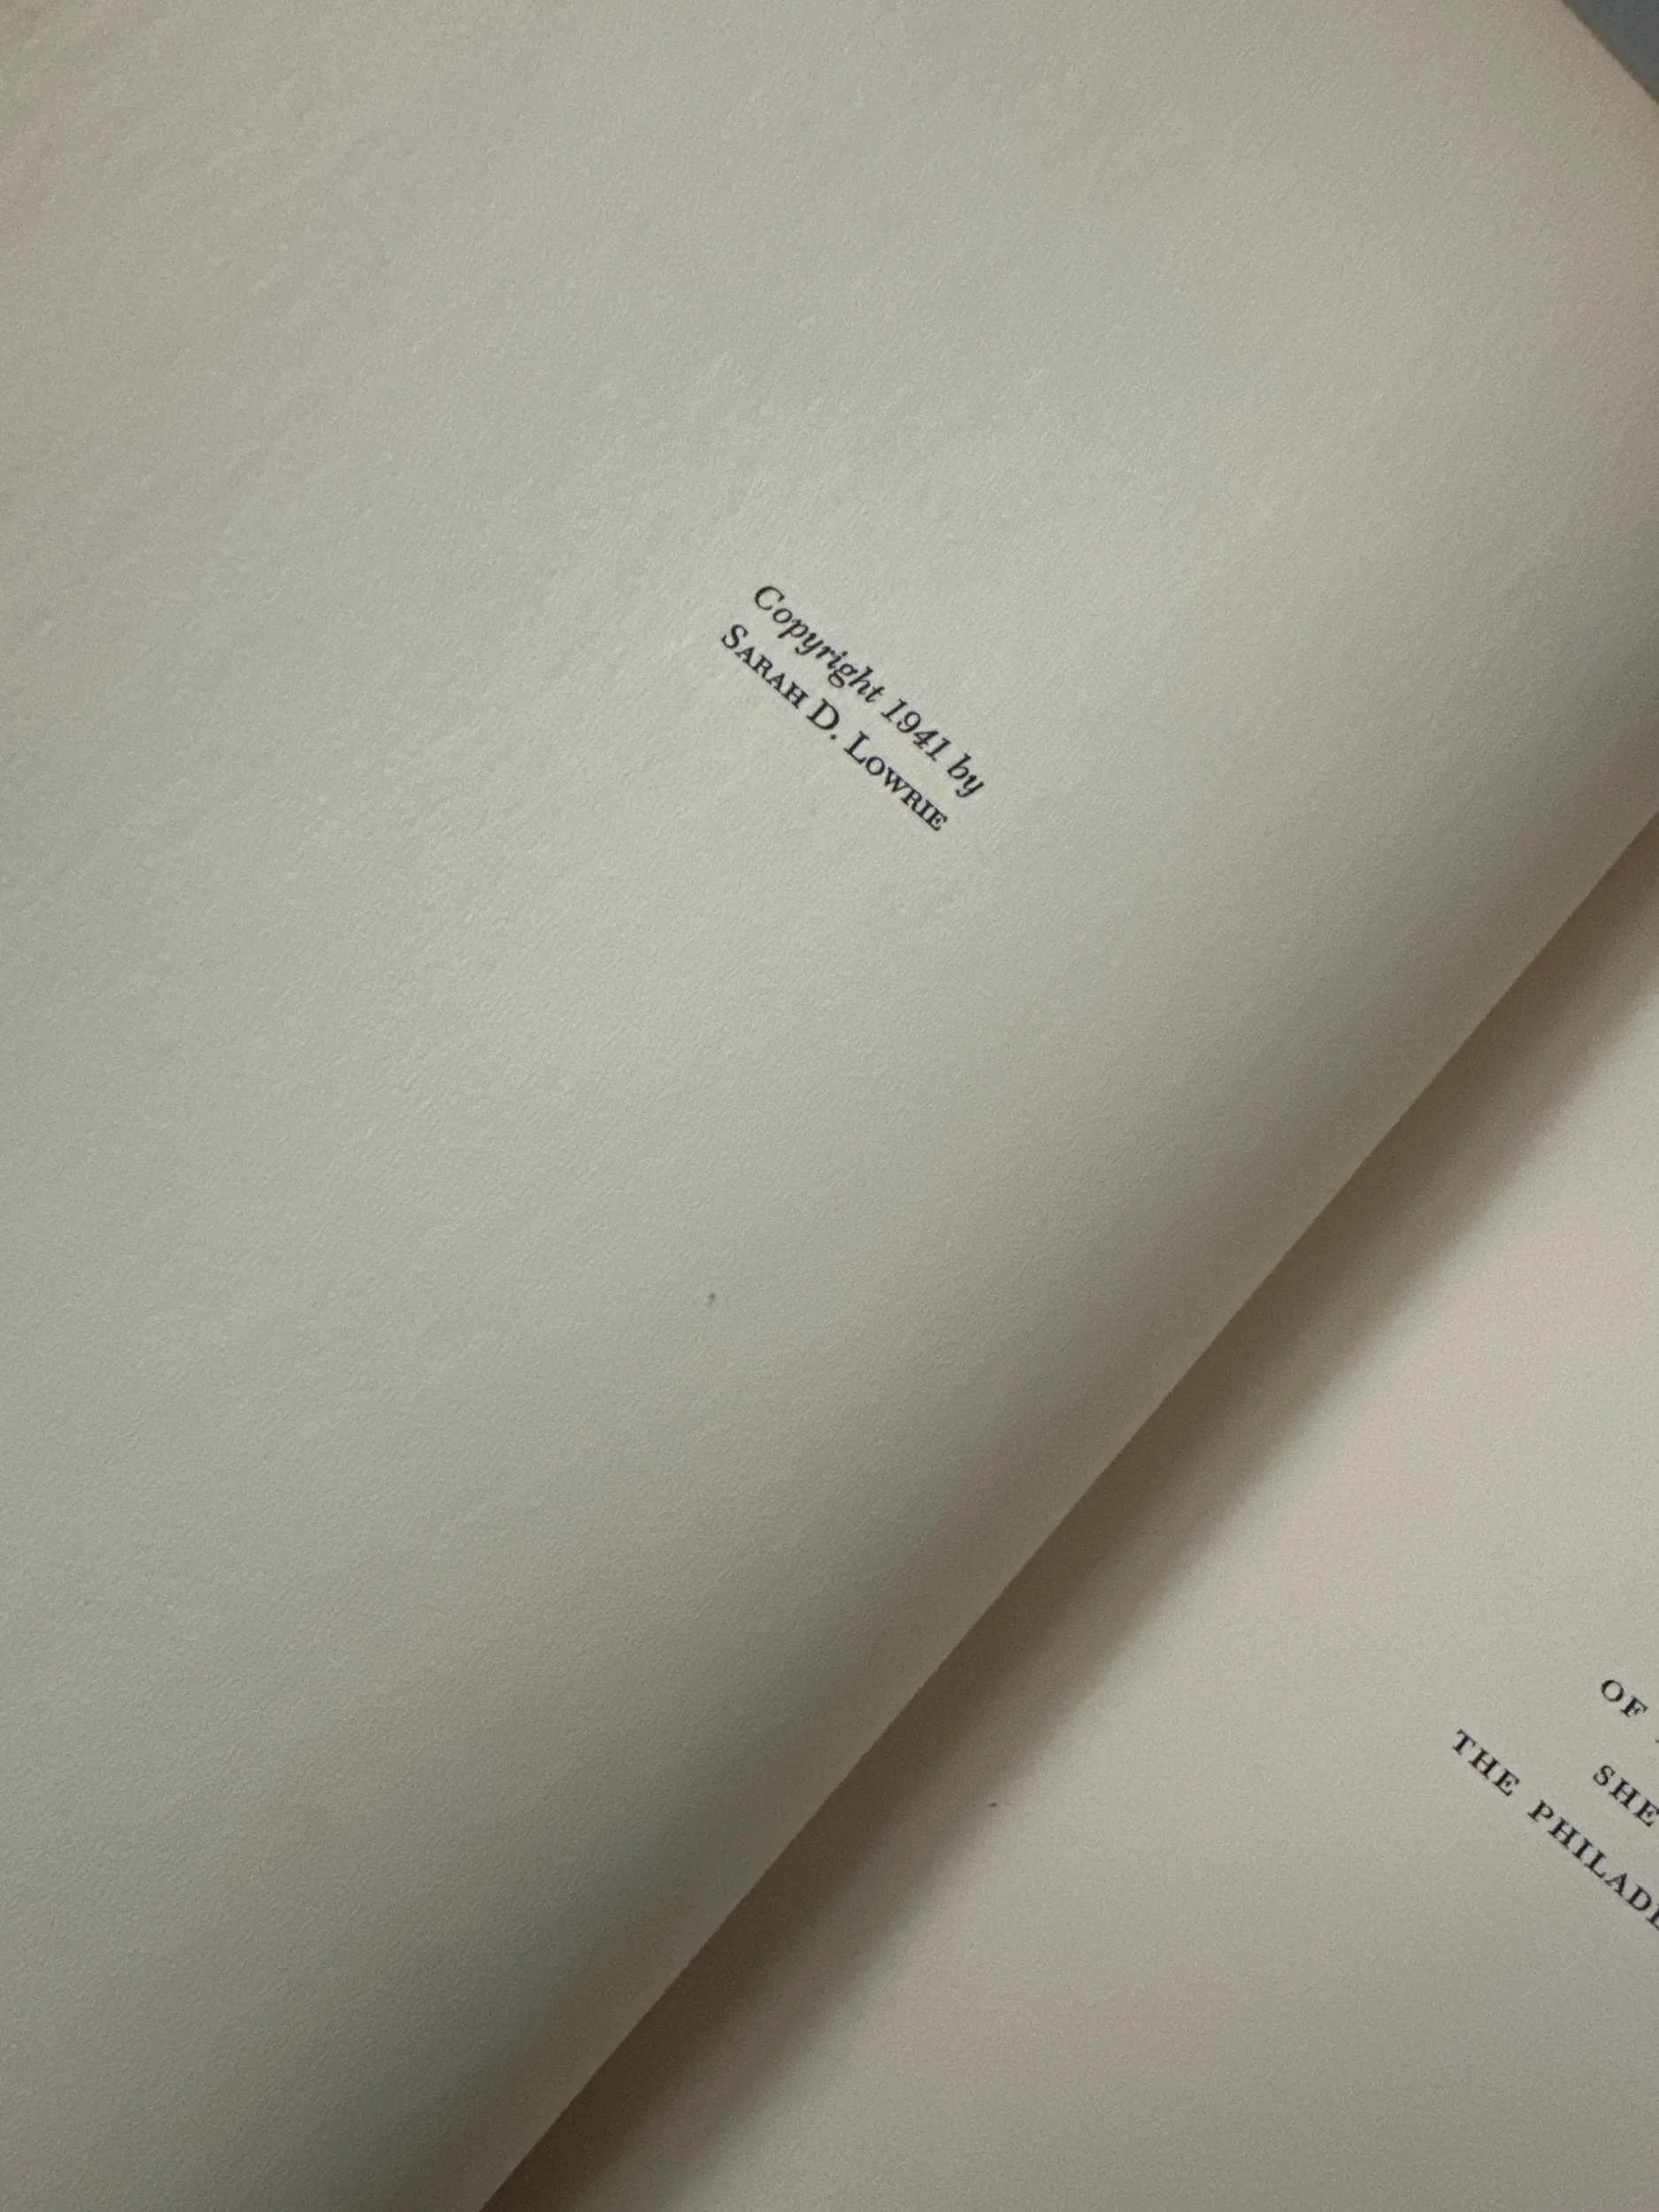 Copyright 1941 by
SARAH D. LOWRIE
OF
SHE
THE PHILAD